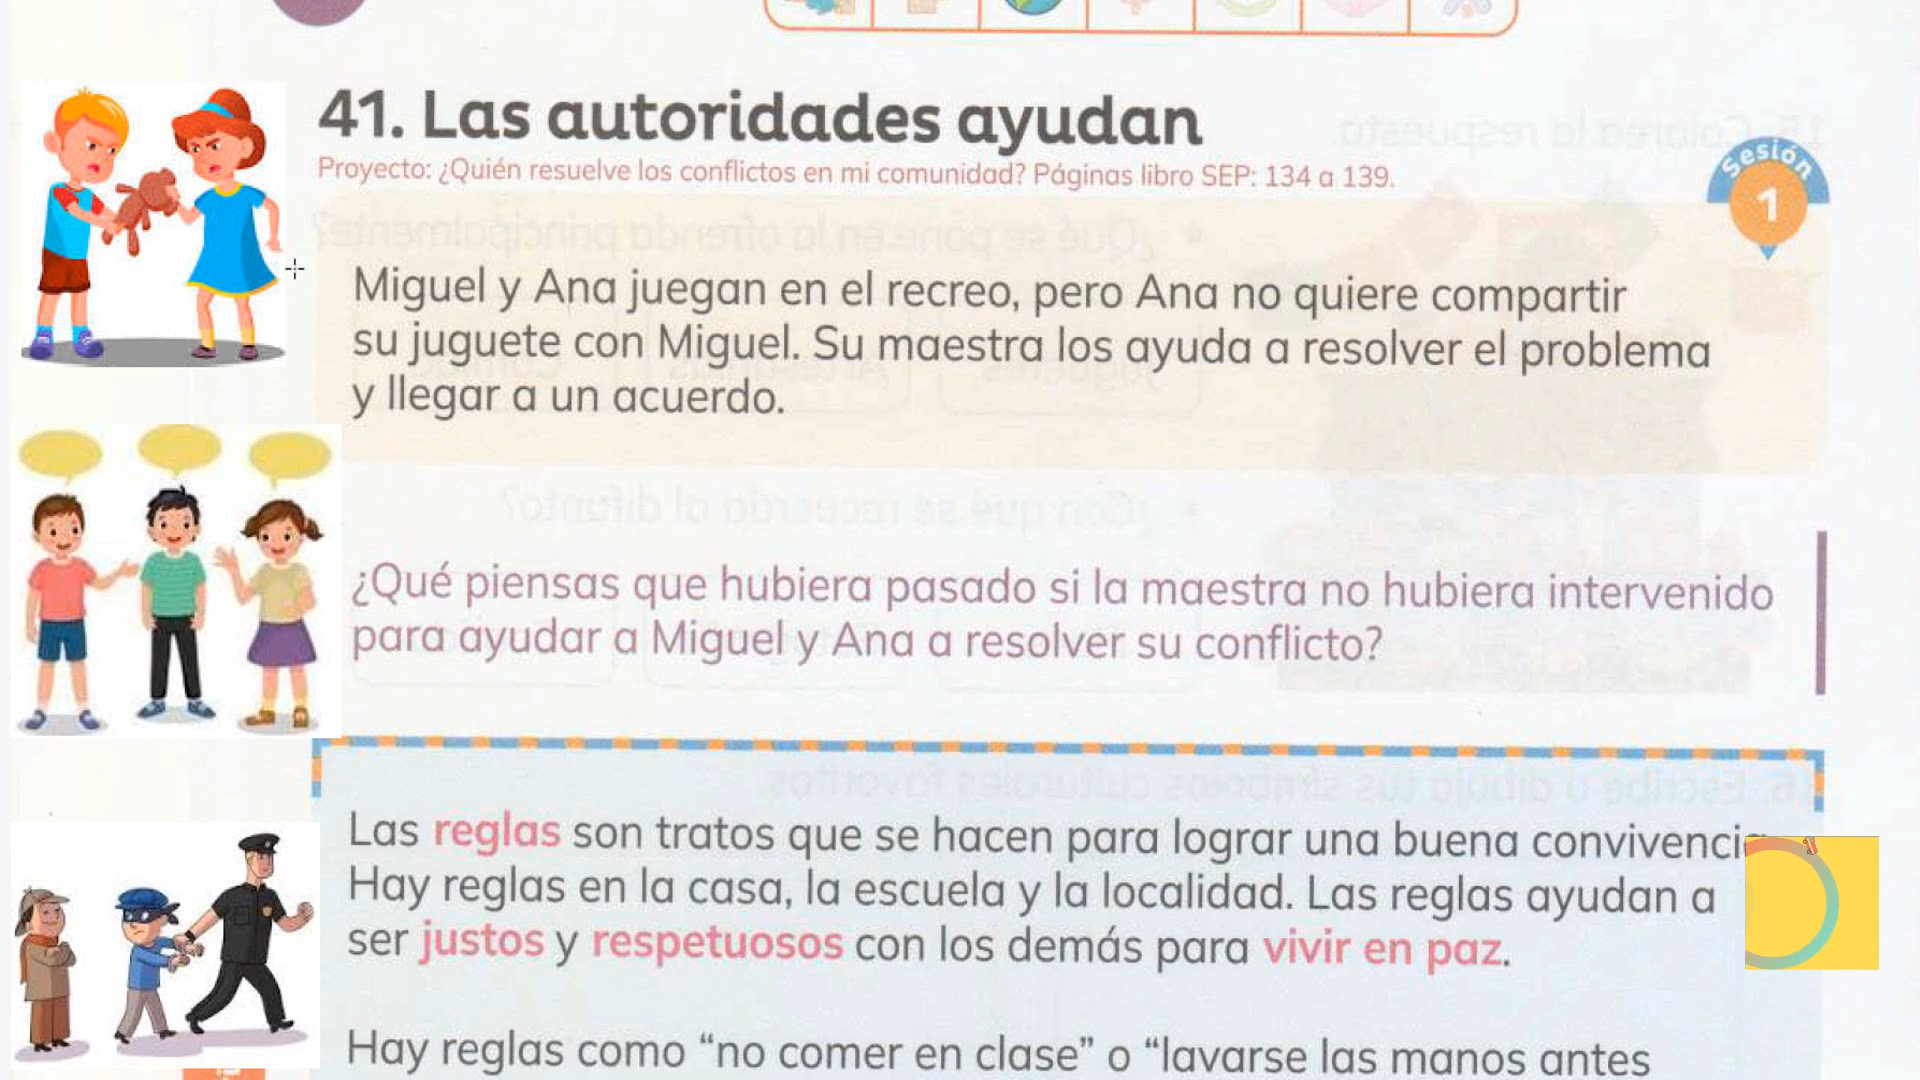 41. Las autoridades ayudan
Proyecto: ¿Quién resuelve los conflictos en mi comunidad? Páginas libro SEP: 134 a 139.
Sesión
1
Miguel y Ana juegan en el recreo, pero Ana no quiere compartir
su juguete con Miguel. Su maestra los ayuda a resolver el problema
y llegar a un acuerdo.
¿Qué piensas que hubiera pasado si la maestra no hubiera intervenido
para ayudar a Miguel y Ana a resolver su conflicto?
Las reglas son tratos que se hacen para lograr una buena convivenci
Hay reglas en la casa, la escuela y la localidad. Las reglas ayudan a
ser justos y respetuosos con los demás para vivir en paz.
Hay reglas como “no comer en clase” o “lavarse las manos antes